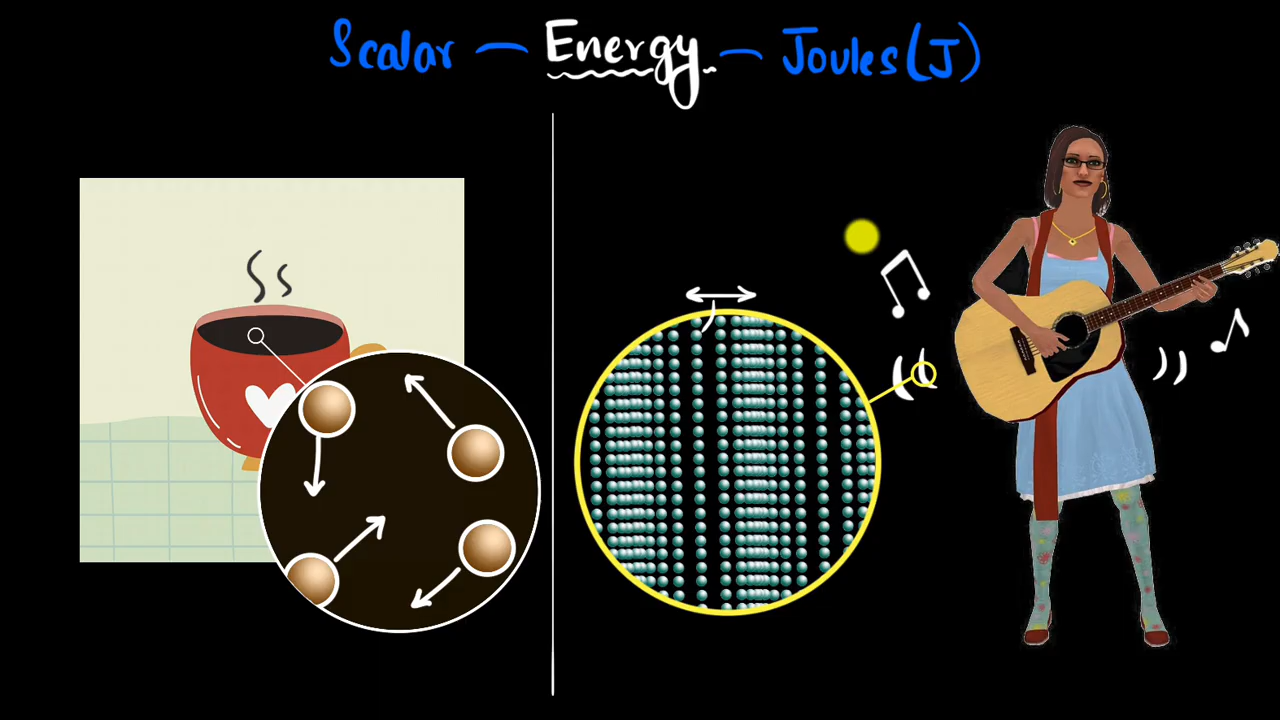 Scalar — Energy — Joules (J)